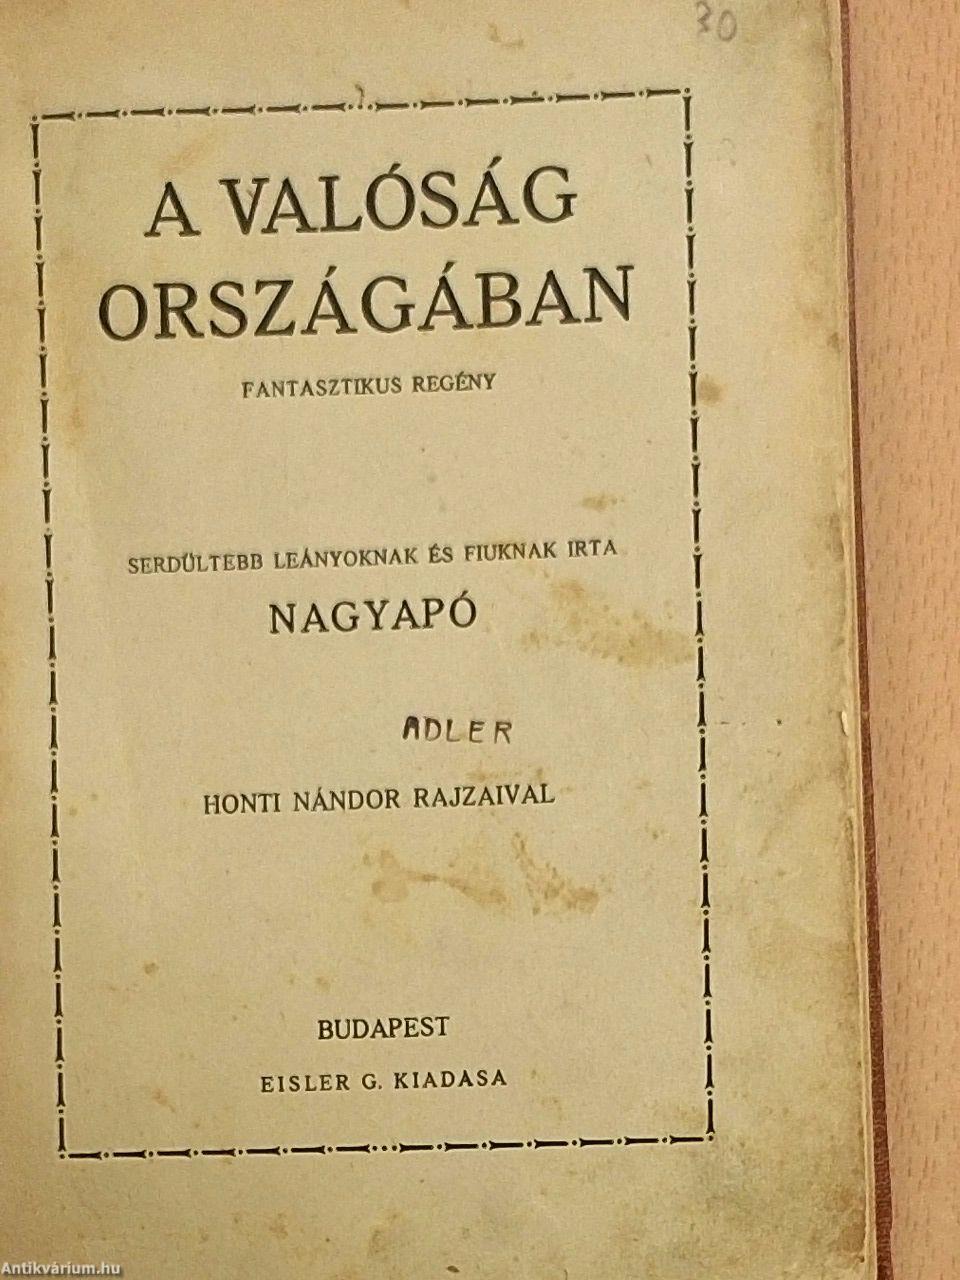 30
A VALÓSÁG
ORSZÁGÁBAN
FANTASZTIKUS REGÉNY
SERDÜLTEBB LEÁNYOKNAK ÉS FIUKNAK IRTA
NAGYAPÓ
ADLER
HONTI NÁNDOR RAJZAIVAL
BUDAPEST
EISLER G. KIADASA
Antikvárium.hu